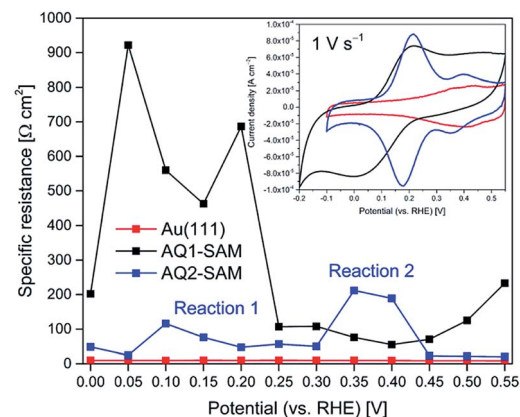 1000
900
800
700
600
500
400
300
200
100
0
Specific resistance [Ω cm²]
Au(111)
AQ1-SAM
AQ2-SAM
Reaction 1
Reaction 2
0.00 0.05 0.10 0.15 0.20 0.25 0.30 0.35 0.40 0.45 0.50 0.55
Potential (vs. RHE) [V]
1 V s⁻¹
1.0x10⁻⁴
8.0x10⁻⁵
6.0x10⁻⁵
4.0x10⁻⁵
2.0x10⁻⁵
0.0
-2.0x10⁻⁵
-4.0x10⁻⁵
-6.0x10⁻⁵
-8.0x10⁻⁵
-1.0x10⁻⁴
Current density [A cm⁻²]
-0.2 -0.1 0.0 0.1 0.2 0.3 0.4 0.5
Potential (vs. RHE) [V]